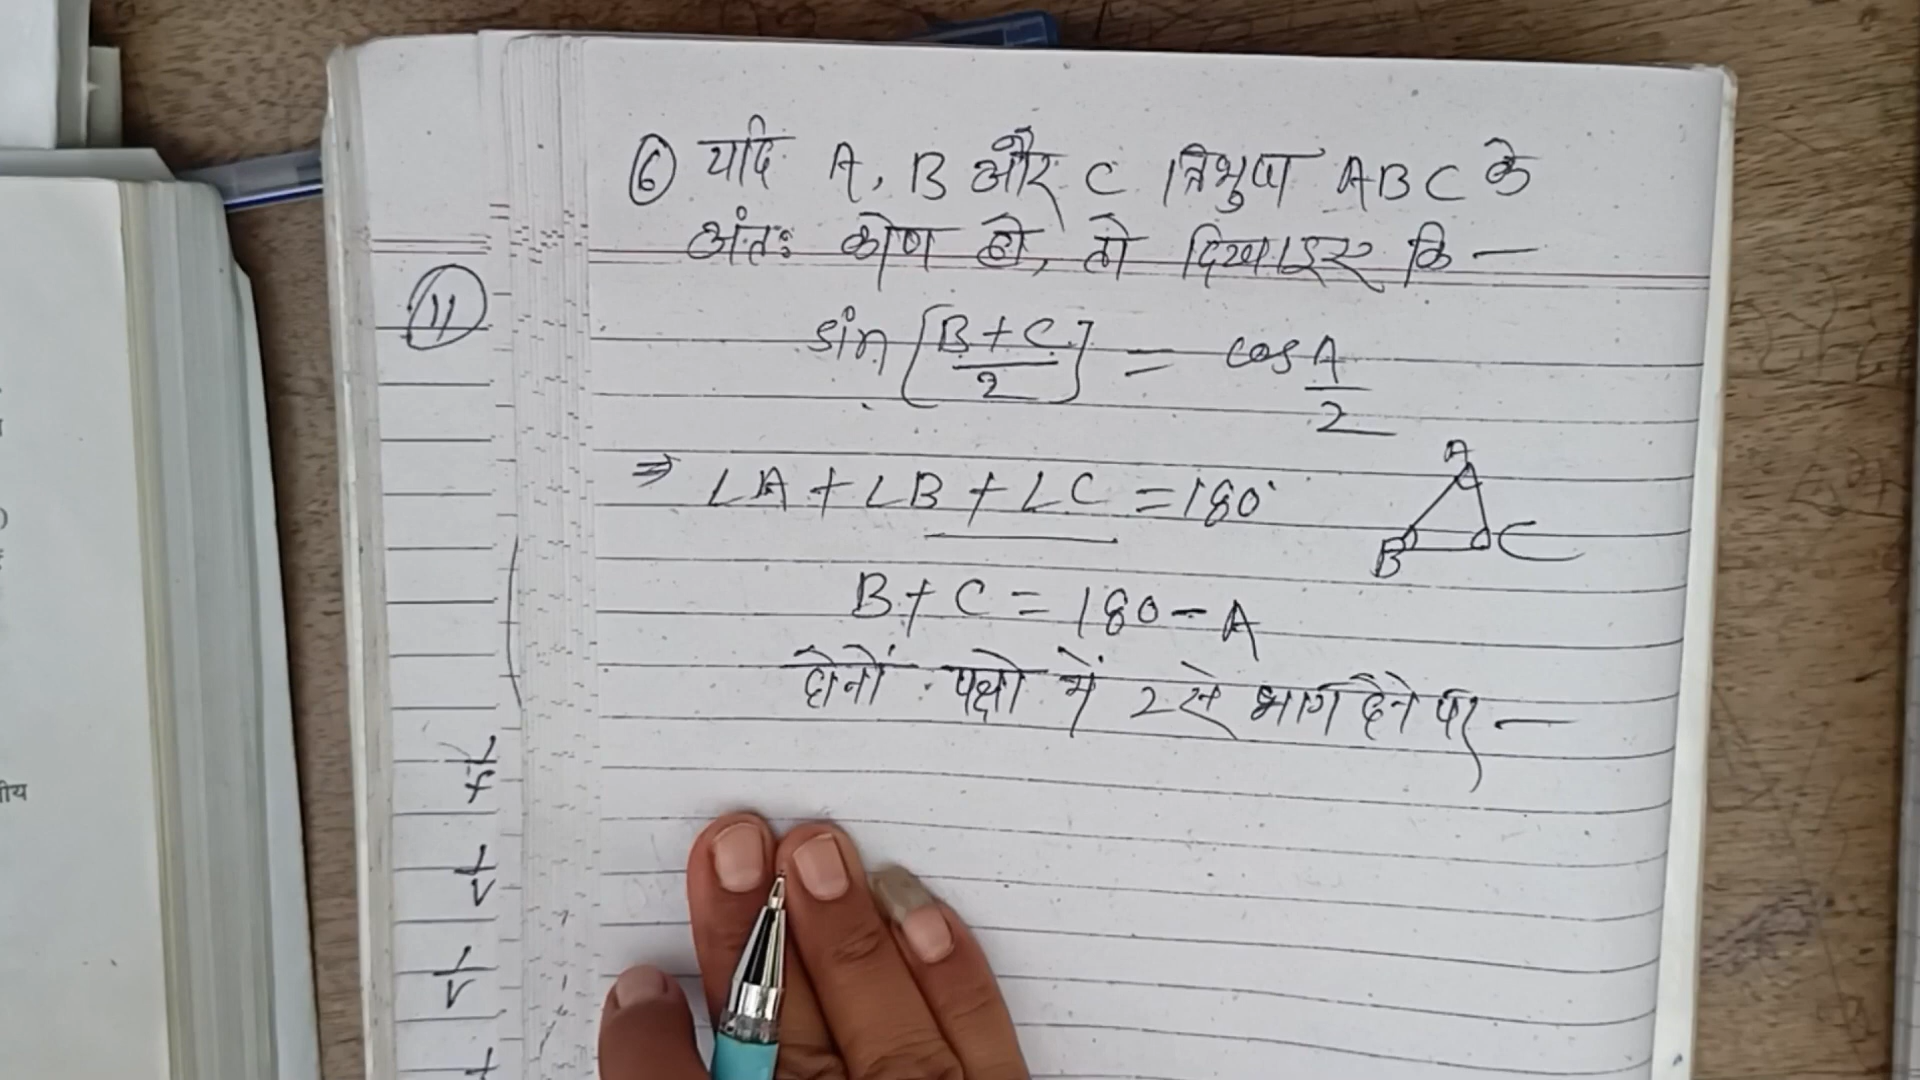 ⑥ यदि A, B और C त्रिभुज ABC के
अंतः कोण हो, तो दिखाइए कि —
11
sin [B+C/2] = cos A/2
⇒ ∠A + ∠B + ∠C = 180°
A
B C
B + C = 180 - A
दोनों पक्षो में 2 से भाग देने पर —